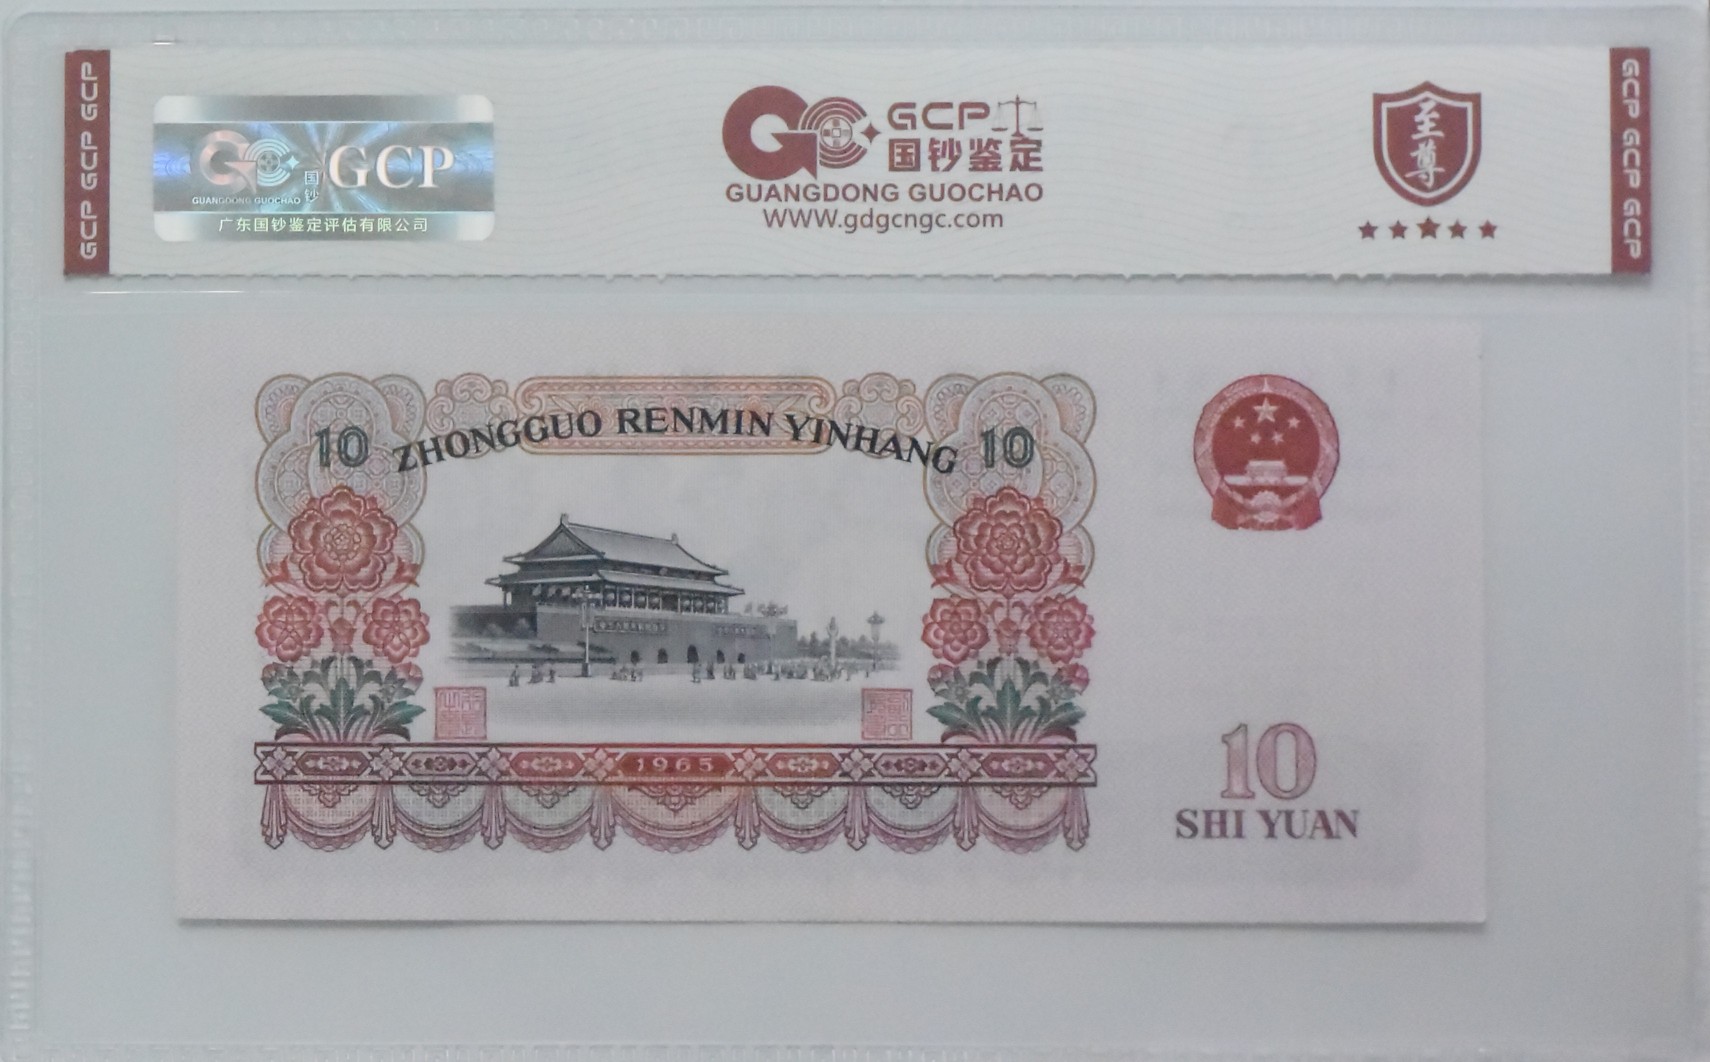 GCP GCP GCP
GCP
国钞
GUANGDONG GUOCHAO
广东国钞鉴定评估有限公司
GCP
国钞鉴定
GUANGDONG GUOCHAO
WWW.gdgcngc.com
至尊
GCP GCP GCP
ZHONGGUO RENMIN YINHANG
10
10
1965
10
SHI YUAN